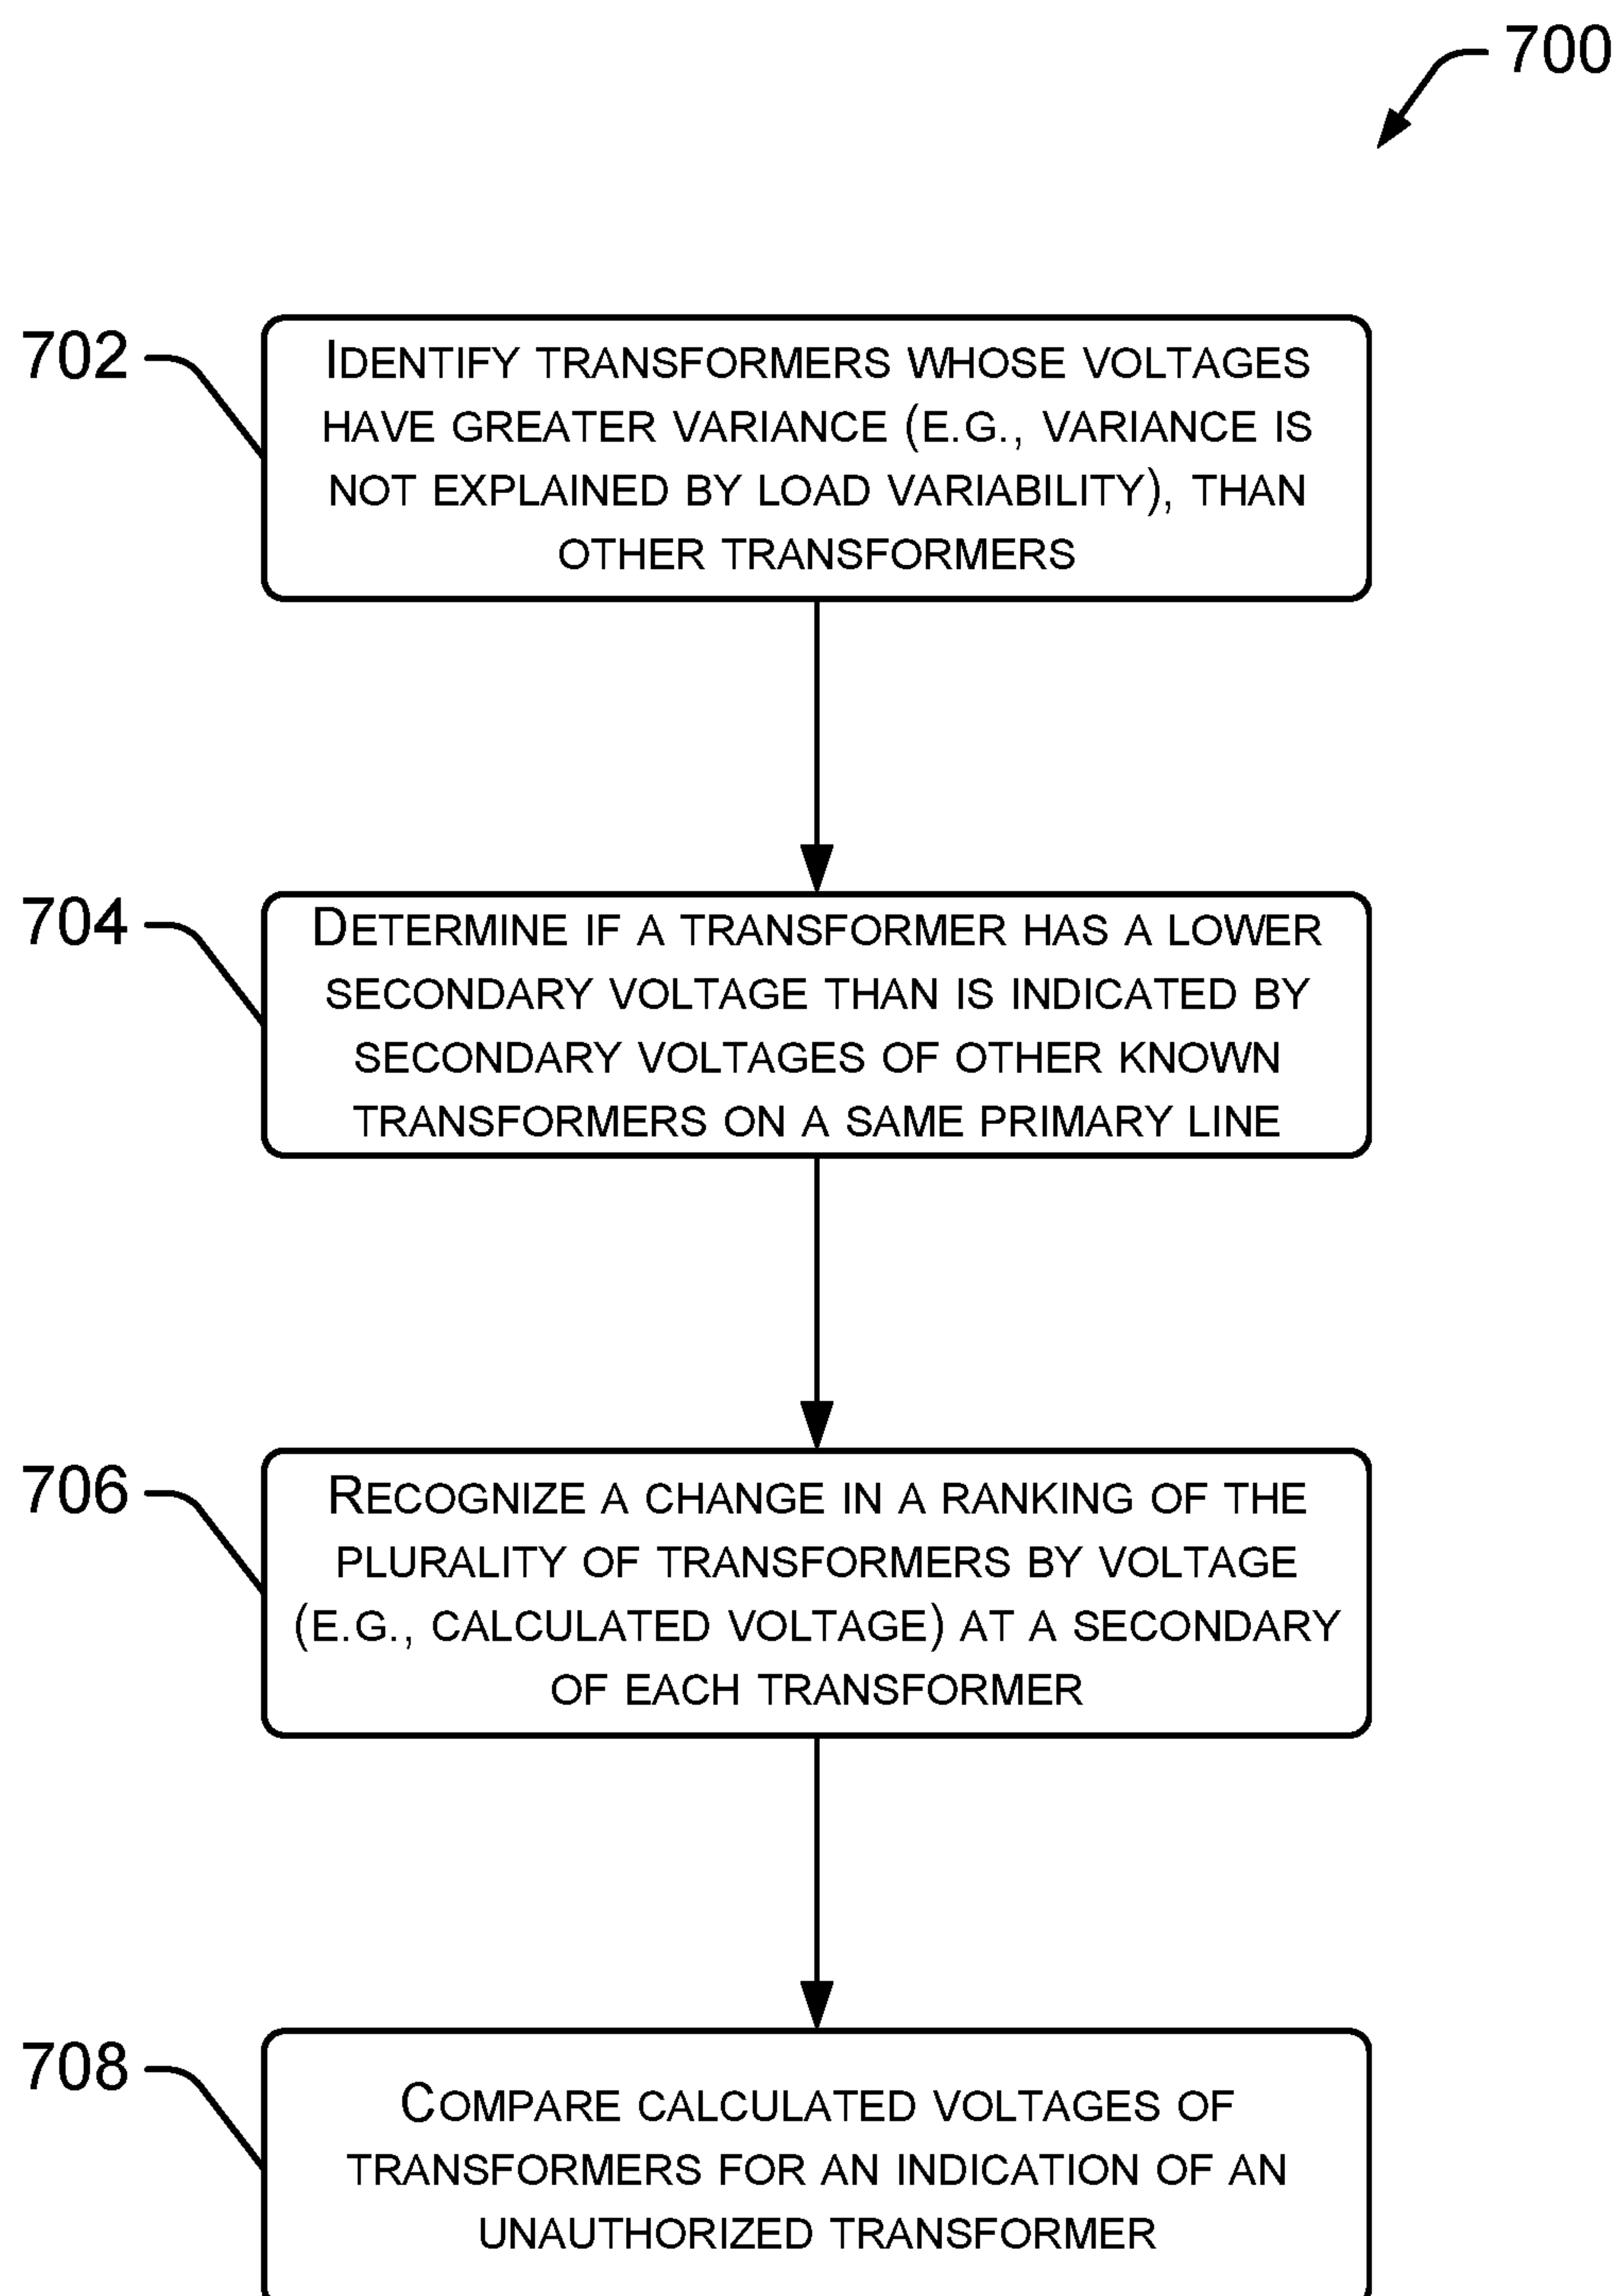 700
702
IDENTIFY TRANSFORMERS WHOSE VOLTAGES
HAVE GREATER VARIANCE (E.G., VARIANCE IS
NOT EXPLAINED BY LOAD VARIABILITY), THAN
OTHER TRANSFORMERS
704
DETERMINE IF A TRANSFORMER HAS A LOWER
SECONDARY VOLTAGE THAN IS INDICATED BY
SECONDARY VOLTAGES OF OTHER KNOWN
TRANSFORMERS ON A SAME PRIMARY LINE
706
RECOGNIZE A CHANGE IN A RANKING OF THE
PLURALITY OF TRANSFORMERS BY VOLTAGE
(E.G., CALCULATED VOLTAGE) AT A SECONDARY
OF EACH TRANSFORMER
708
COMPARE CALCULATED VOLTAGES OF
TRANSFORMERS FOR AN INDICATION OF AN
UNAUTHORIZED TRANSFORMER